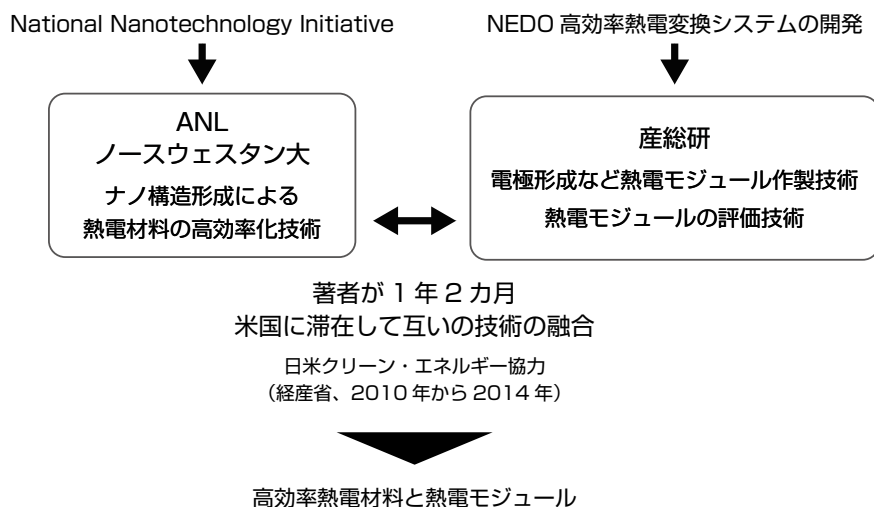 National Nanotechnology Initiative
NEDO 高効率熱電変換システムの開発
ANL
ノースウェスタン大
ナノ構造形成による
熱電材料の高効率化技術
産総研
電極形成など熱電モジュール作製技術
熱電モジュールの評価技術
著者が 1 年 2 カ月
米国に滞在して互いの技術の融合
日米クリーン・エネルギー協力
（経産省、2010 年から 2014 年）
高効率熱電材料と熱電モジュール